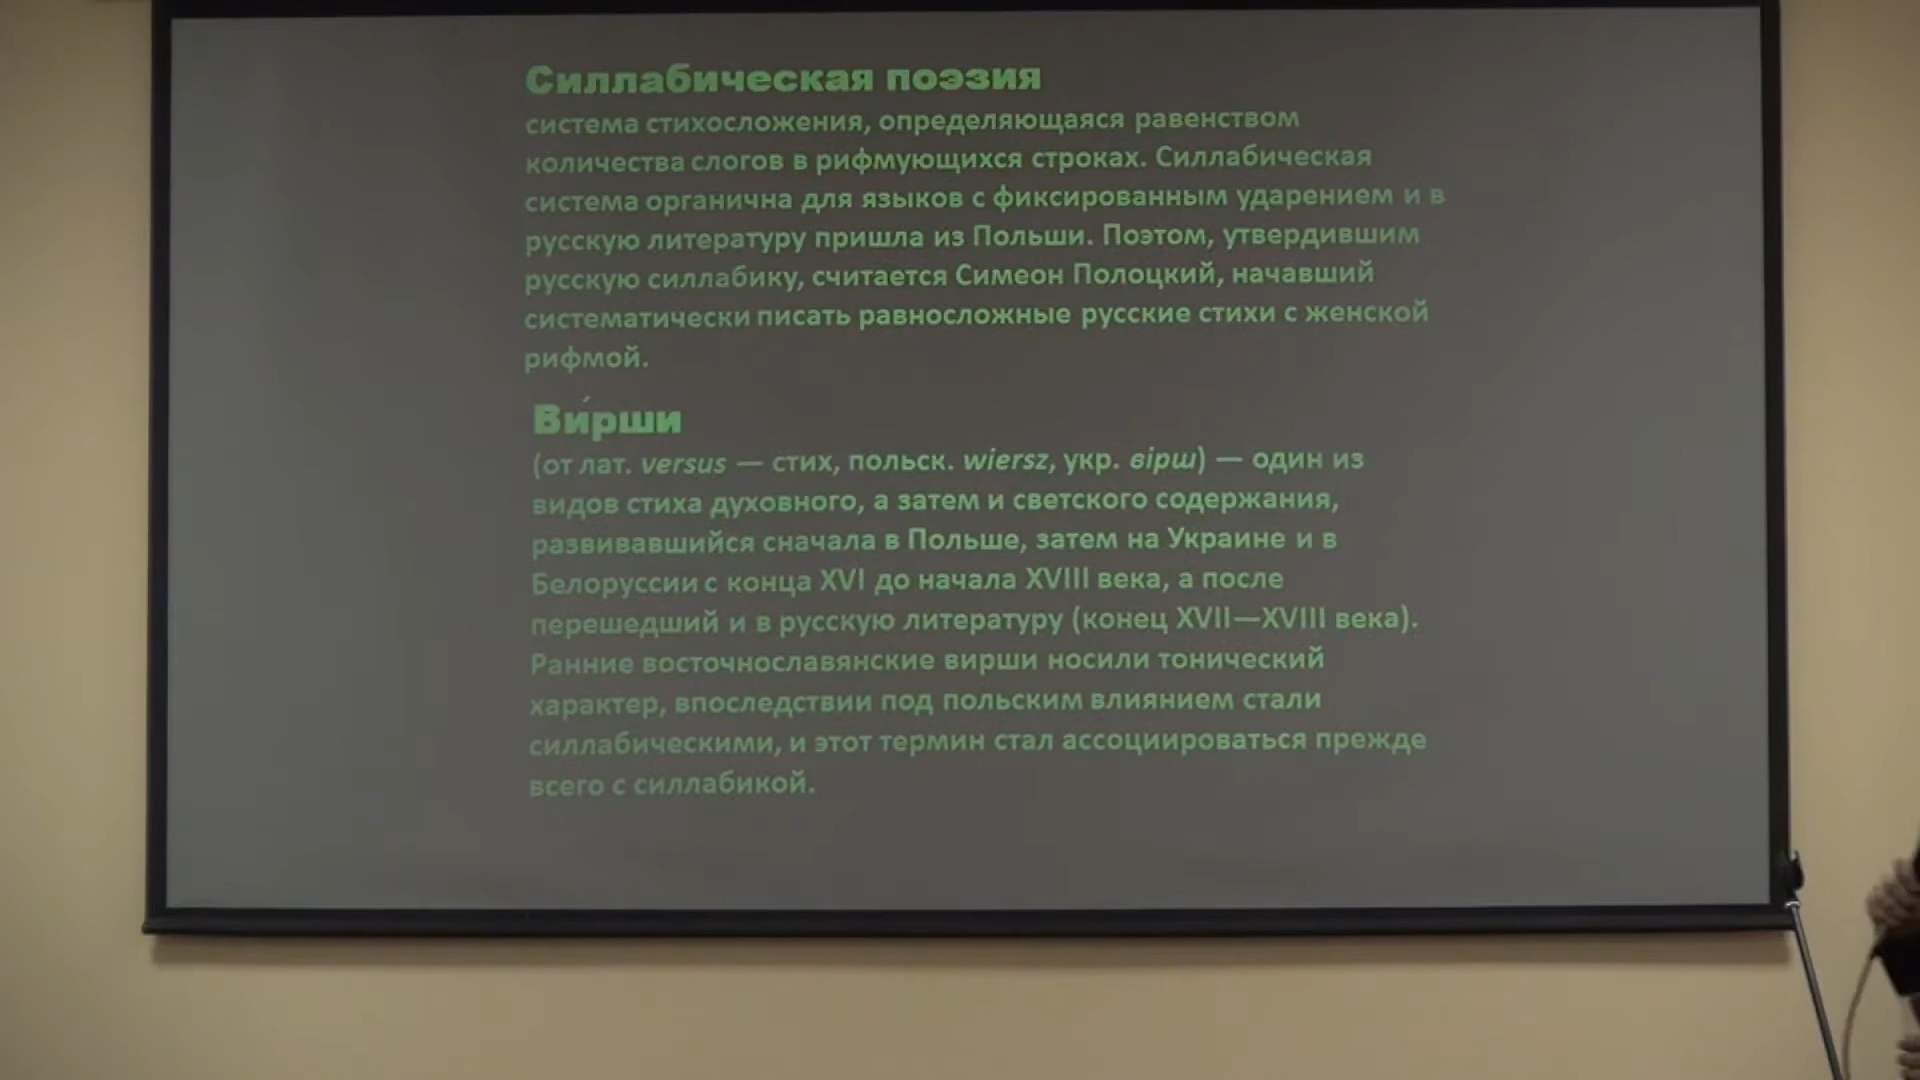 Силлабическая поэзия
система стихосложения, определяющаяся равенством
количества слогов в рифмующихся строках. Силлабическая
система органична для языков с фиксированным ударением и в
русскую литературу пришла из Польши. Поэтом, утвердившим
русскую силлабику, считается Симеон Полоцкий, начавший
систематически писать равносложные русские стихи с женской
рифмой.
Ви́рши
(от лат. versus — стих, польск. wiersz, укр. вірш) — один из
видов стиха духовного, а затем и светского содержания,
развивавшийся сначала в Польше, затем на Украине и в
Белоруссии с конца XVI до начала XVIII века, а после
перешедший и в русскую литературу (конец XVII—XVIII века).
Ранние восточнославянские вирши носили тонический
характер, впоследствии под польским влиянием стали
силлабическими, и этот термин стал ассоциироваться прежде
всего с силлабикой.